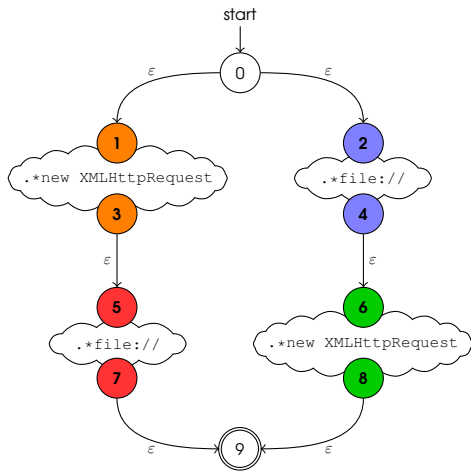 start
0
ε ε
1 2
.*new XMLHttpRequest .*file://
3 4
ε ε
5 6
.*file:// .*new XMLHttpRequest
7 8
ε ε
9